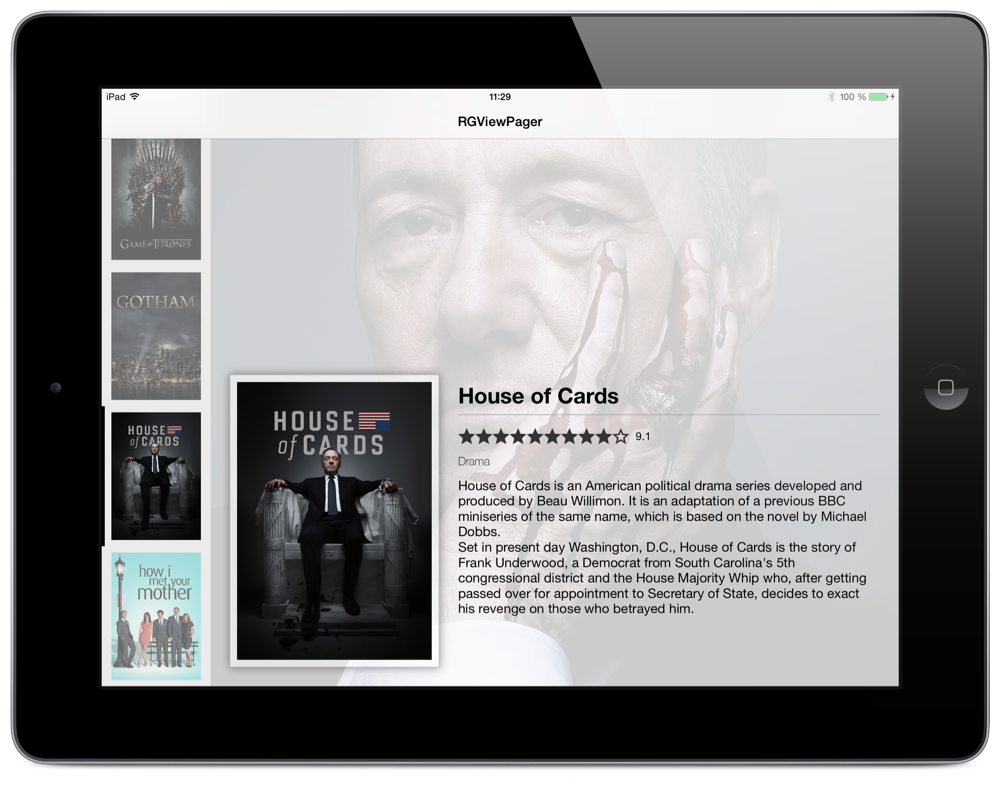 iPad
11:29
100 %
RGViewPager
GAME OF THRONES
GOTHAM
HOUSE
of CARDS
how i
met your
mother
HOUSE
of CARDS
House of Cards
9.1
Drama
House of Cards is an American political drama series developed and
produced by Beau Willimon. It is an adaptation of a previous BBC
miniseries of the same name, which is based on the novel by Michael
Dobbs.
Set in present day Washington, D.C., House of Cards is the story of
Frank Underwood, a Democrat from South Carolina's 5th
congressional district and the House Majority Whip who, after getting
passed over for appointment to Secretary of State, decides to exact
his revenge on those who betrayed him.